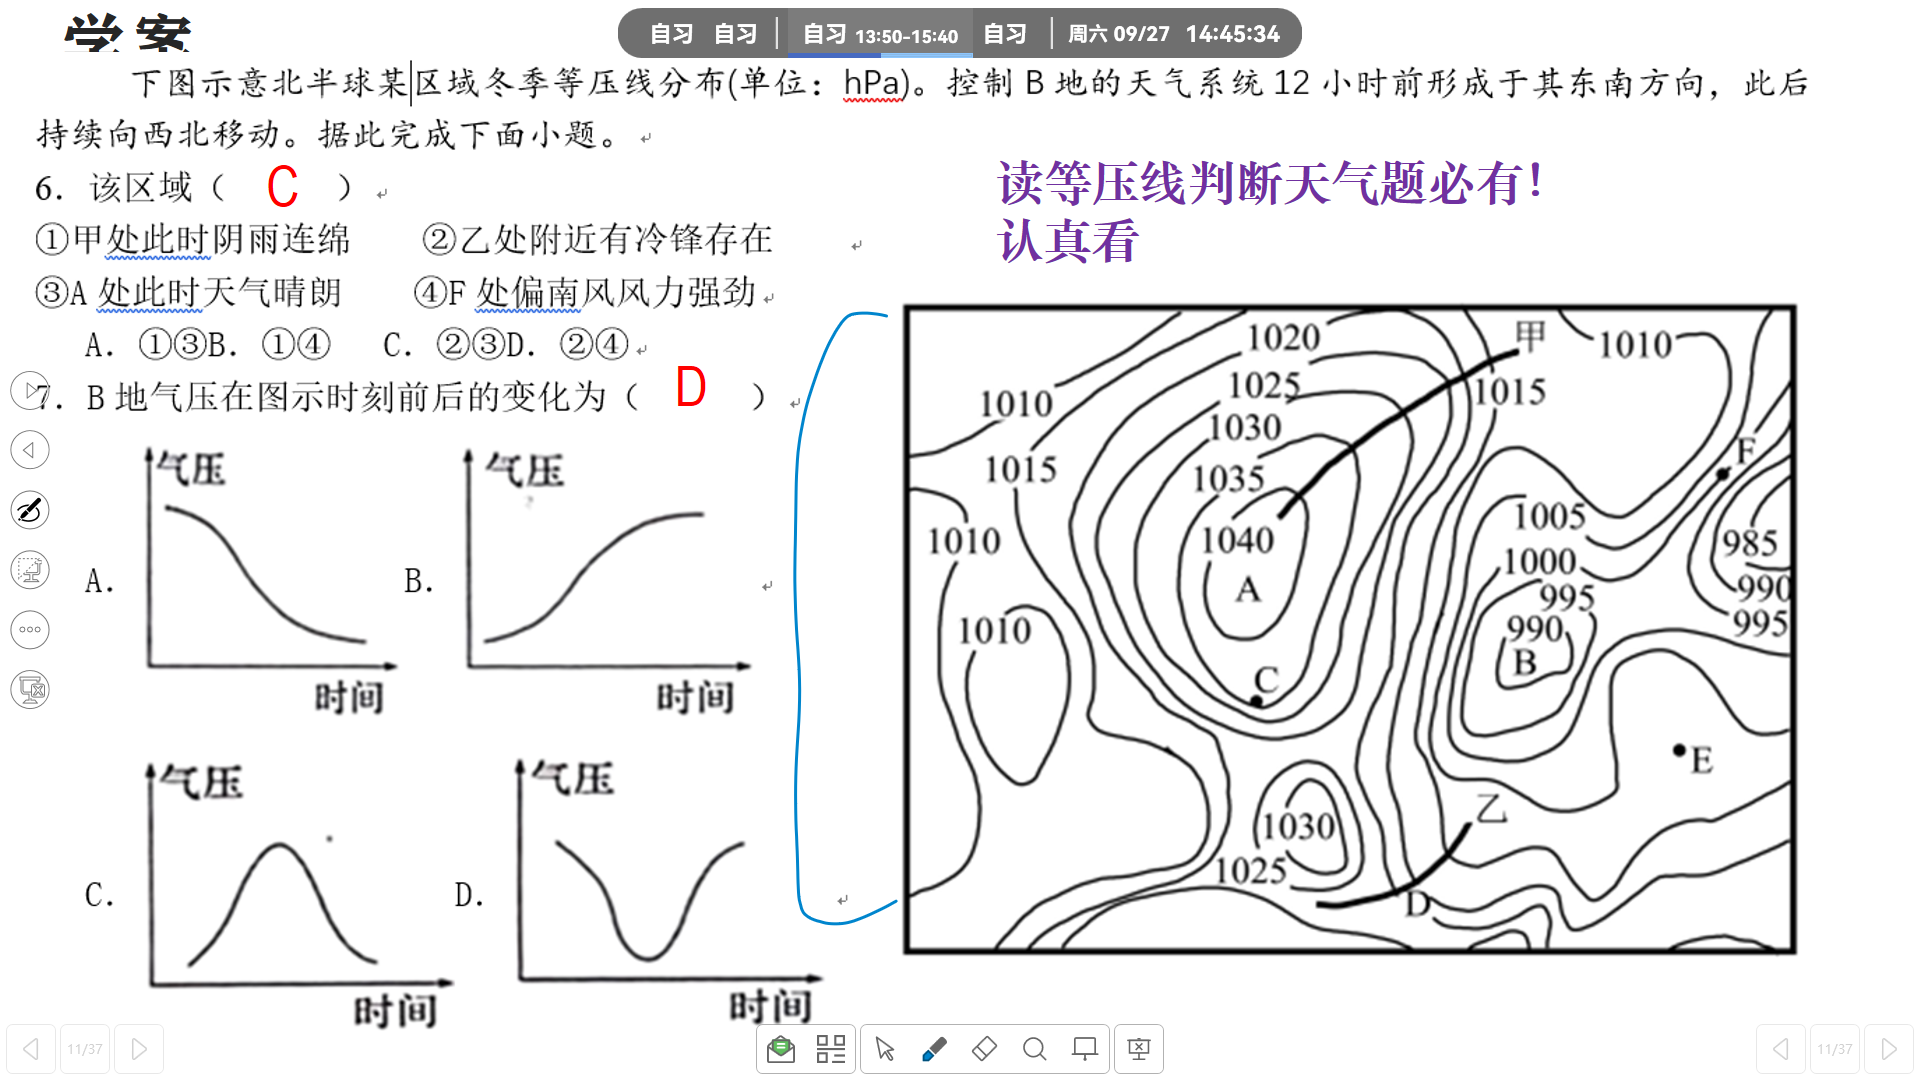 学案
自习 自习 自习 13:50-15:40 自习 周六 09/27 14:45:34
下图示意北半球某区域冬季等压线分布(单位：hPa)。控制 B 地的天气系统 12 小时前形成于其东南方向，此后
持续向西北移动。据此完成下面小题。
6. 该区域（ C ）
①甲处此时阴雨连绵 ②乙处附近有冷锋存在
③A 处此时天气晴朗 ④F 处偏南风风力强劲
A. ①③B. ①④ C. ②③D. ②④
7. B 地气压在图示时刻前后的变化为（ D ）
读等压线判断天气题必有！
认真看
气压
时间
A.
气压
时间
B.
气压
时间
C.
气压
时间
D.
1020
甲
1010
1025
1015
1010
1030
F
1015
1035
1005
1010
1040
985
1000
A
995
990
1010
990
995
B
C
E
乙
1030
1025
D
11/37
11/37